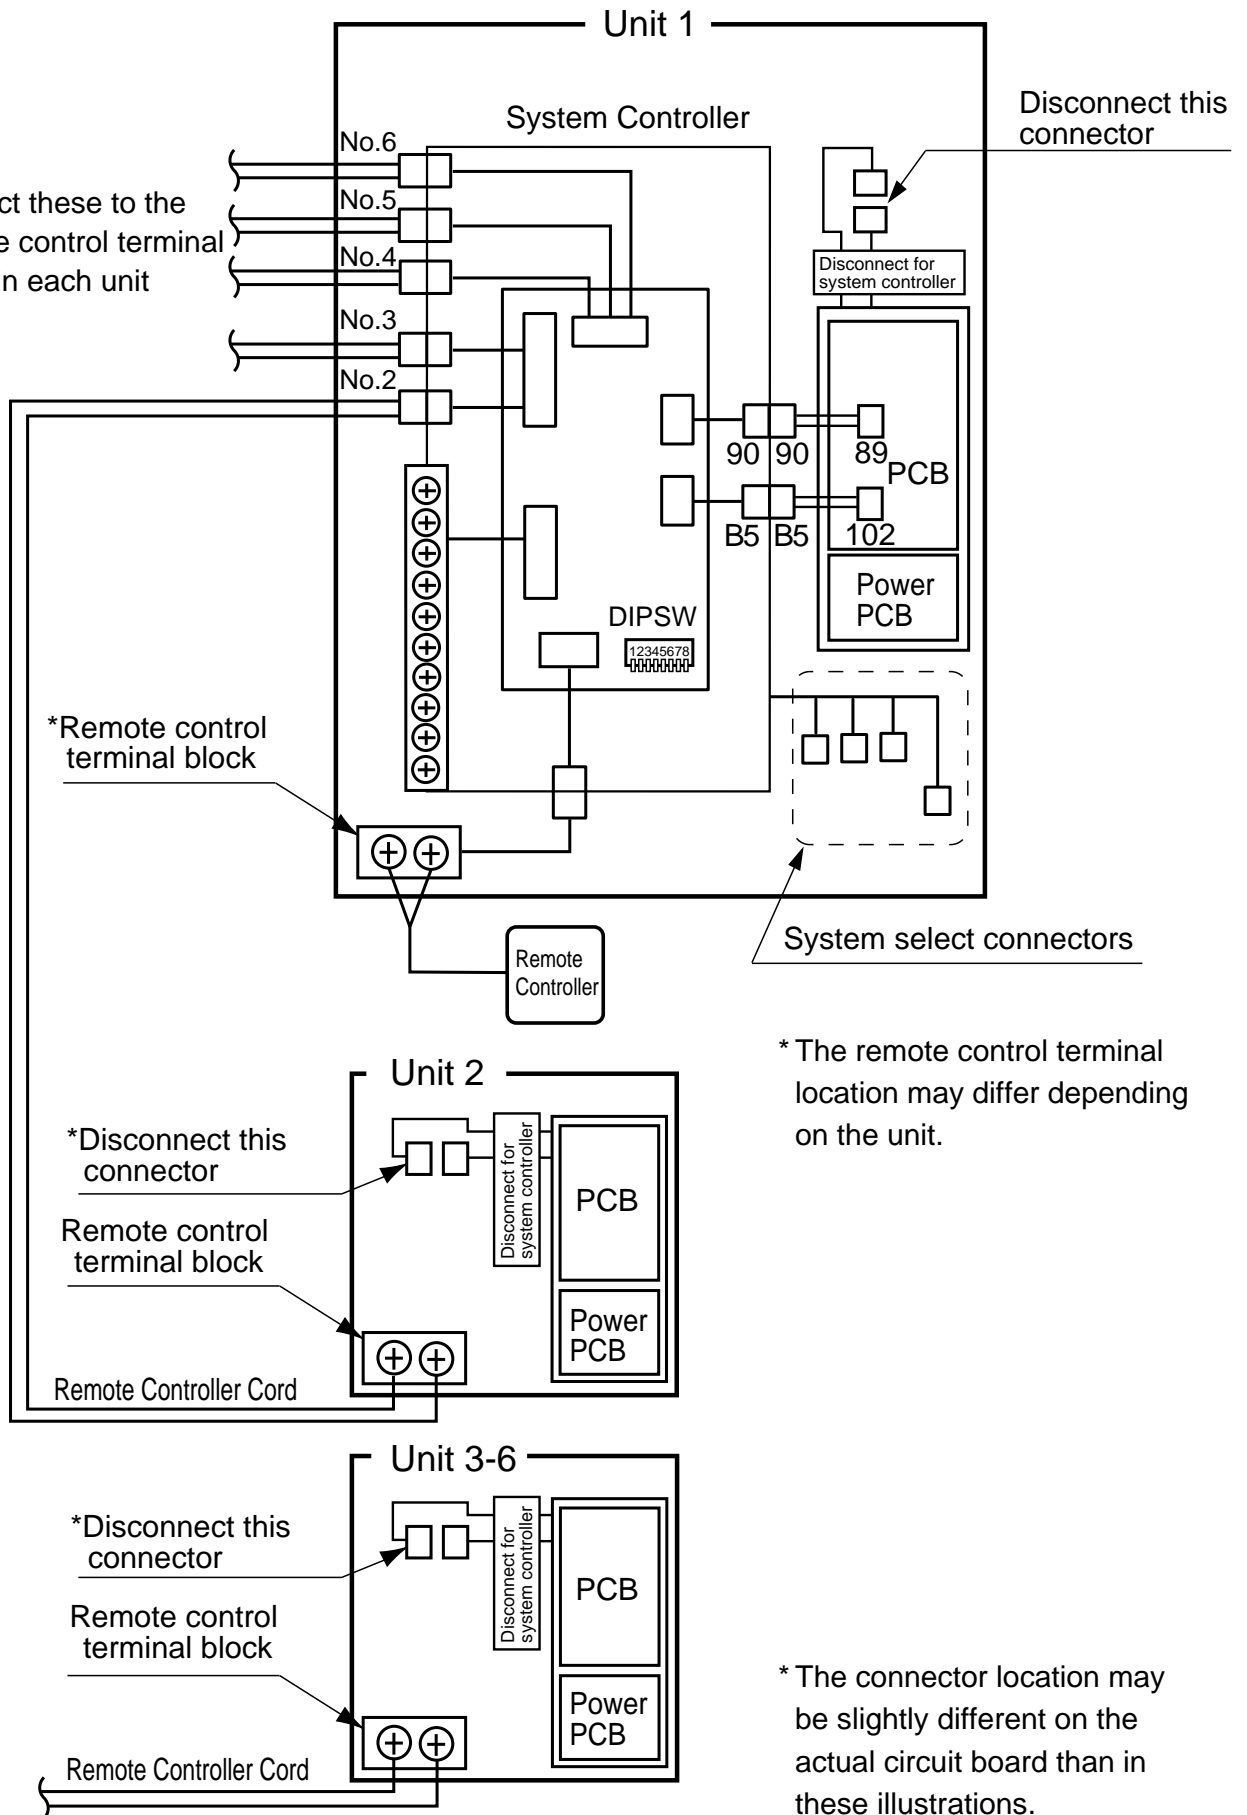 Unit 1
System Controller
Disconnect this
connector
No.6
No.5
No.4
No.3
No.2
ct these to the
e control terminal
n each unit
Disconnect for
system controller
90 90 89
PCB
B5 B5 102
Power
PCB
DIPSW
12345678
*Remote control
terminal block
System select connectors
Remote
Controller
* The remote control terminal
location may differ depending
on the unit.
Unit 2
*Disconnect this
connector
Disconnect for
system controller
PCB
Remote control
terminal block
Power
PCB
Remote Controller Cord
Unit 3-6
*Disconnect this
connector
Disconnect for
system controller
PCB
Remote control
terminal block
Power
PCB
Remote Controller Cord
* The connector location may
be slightly different on the
actual circuit board than in
these illustrations.